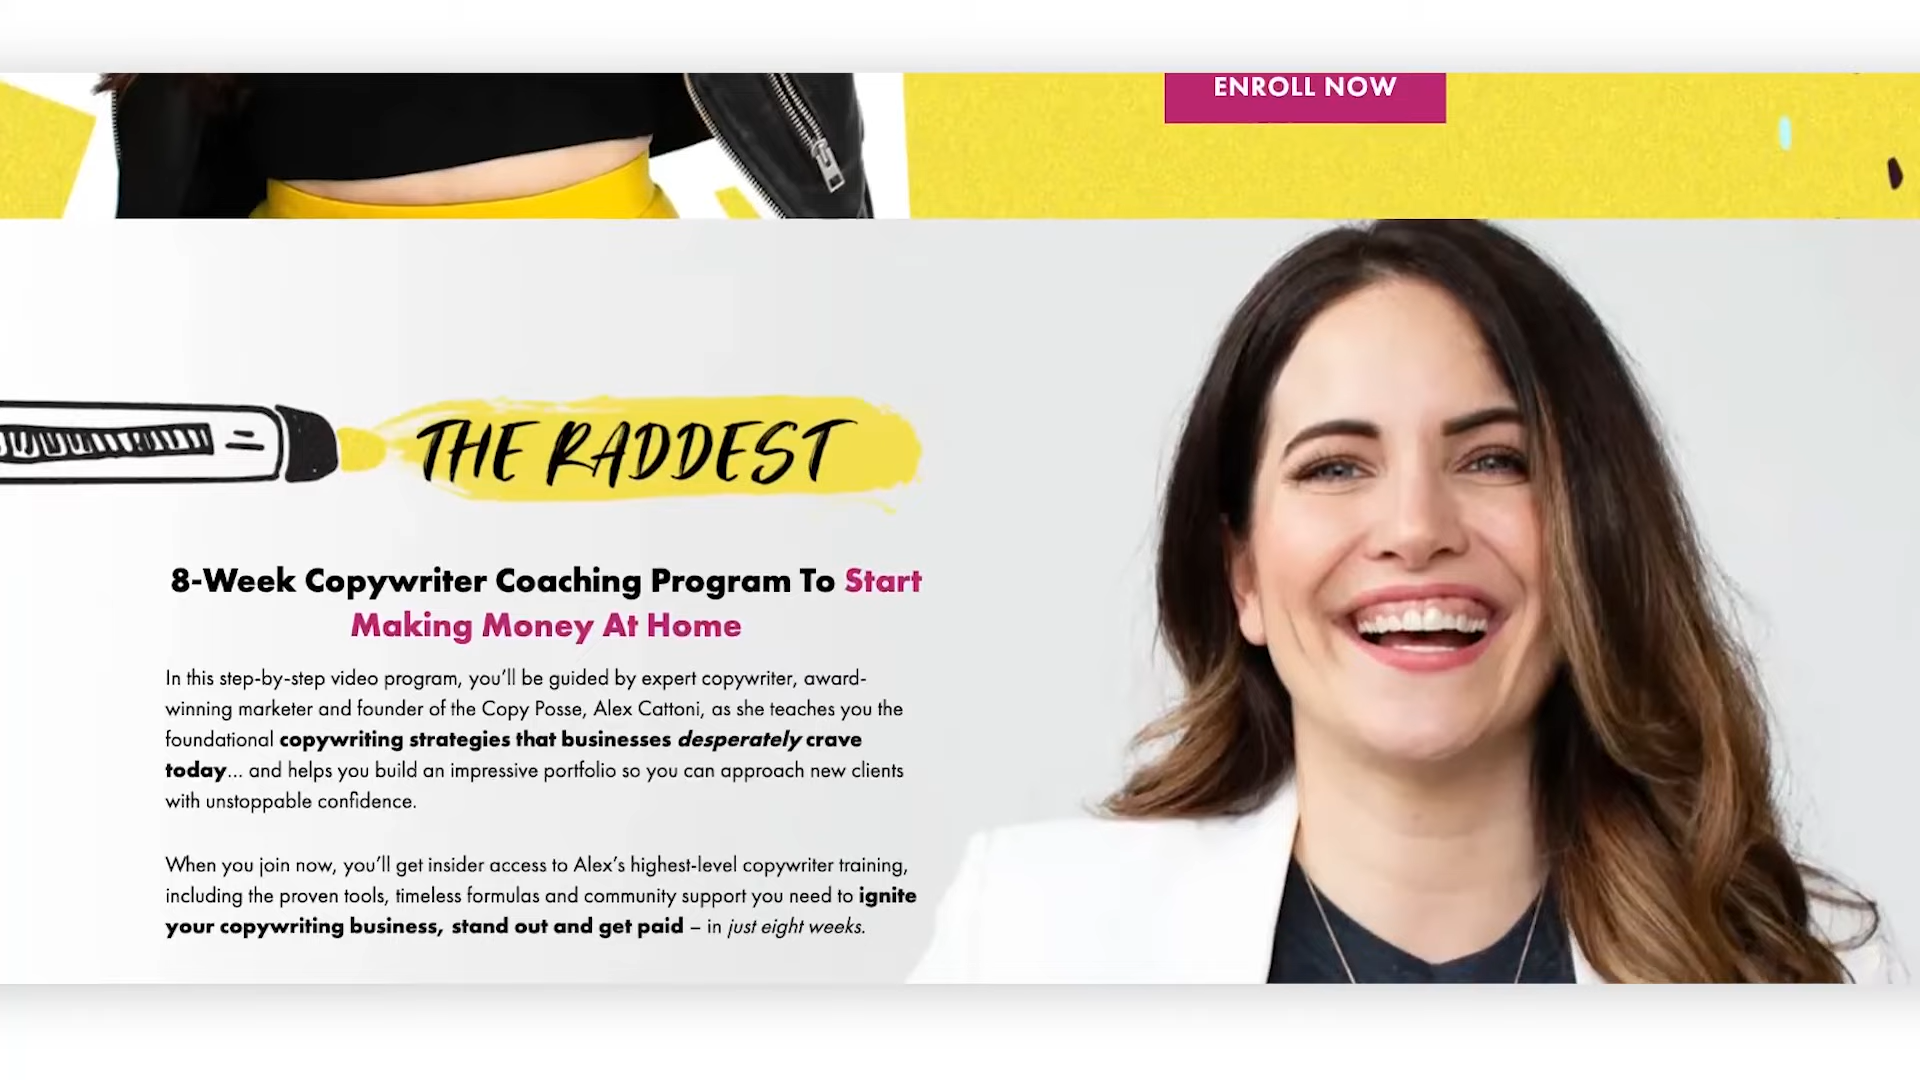 ENROLL NOW
THE RADDEST
8-Week Copywriter Coaching Program To Start
Making Money At Home
In this step-by-step video program, you’ll be guided by expert copywriter, award-
winning marketer and founder of the Copy Posse, Alex Cattoni, as she teaches you the
foundational copywriting strategies that businesses desperately crave
today... and helps you build an impressive portfolio so you can approach new clients
with unstoppable confidence.
When you join now, you’ll get insider access to Alex’s highest-level copywriter training,
including the proven tools, timeless formulas and community support you need to ignite
your copywriting business, stand out and get paid – in just eight weeks.